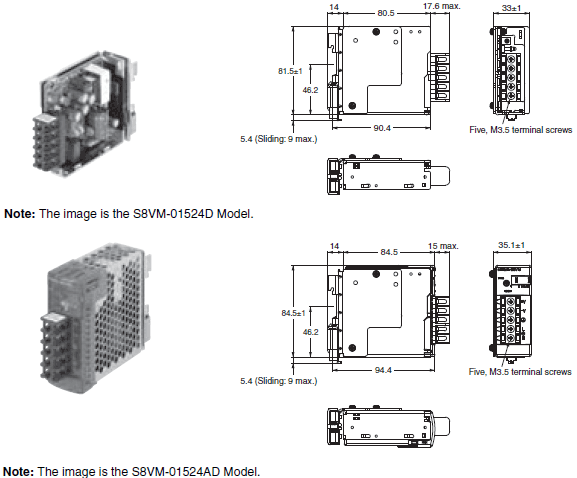 14
80.5
17.6 max.
33±1
81.5±1
46.2
90.4
5.4 (Sliding: 9 max.)
Five, M3.5 terminal screws
Note: The image is the S8VM-01524D Model.
14
84.5
15 max.
35.1±1
84.5±1
46.2
94.4
5.4 (Sliding: 9 max.)
Five, M3.5 terminal screws
Note: The image is the S8VM-01524AD Model.